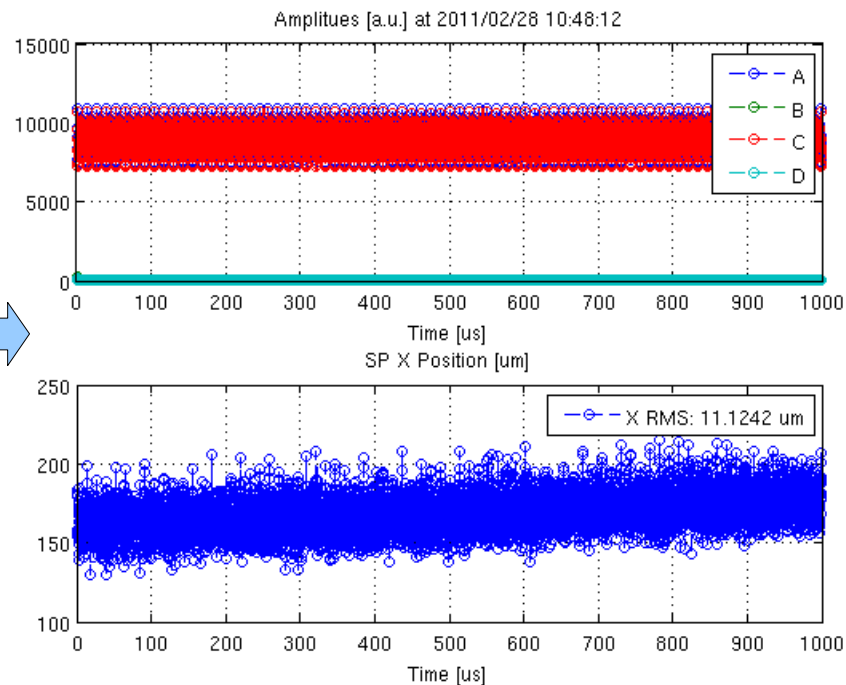 Amplitues [a.u.] at 2011/02/28 10:48:12
15000
10000
5000
0
A
B
C
D
0 100 200 300 400 500 600 700 800 900 1000
Time [us]
SP X Position [um]
250
200
150
100
X RMS: 11.1242 um
0 100 200 300 400 500 600 700 800 900 1000
Time [us]